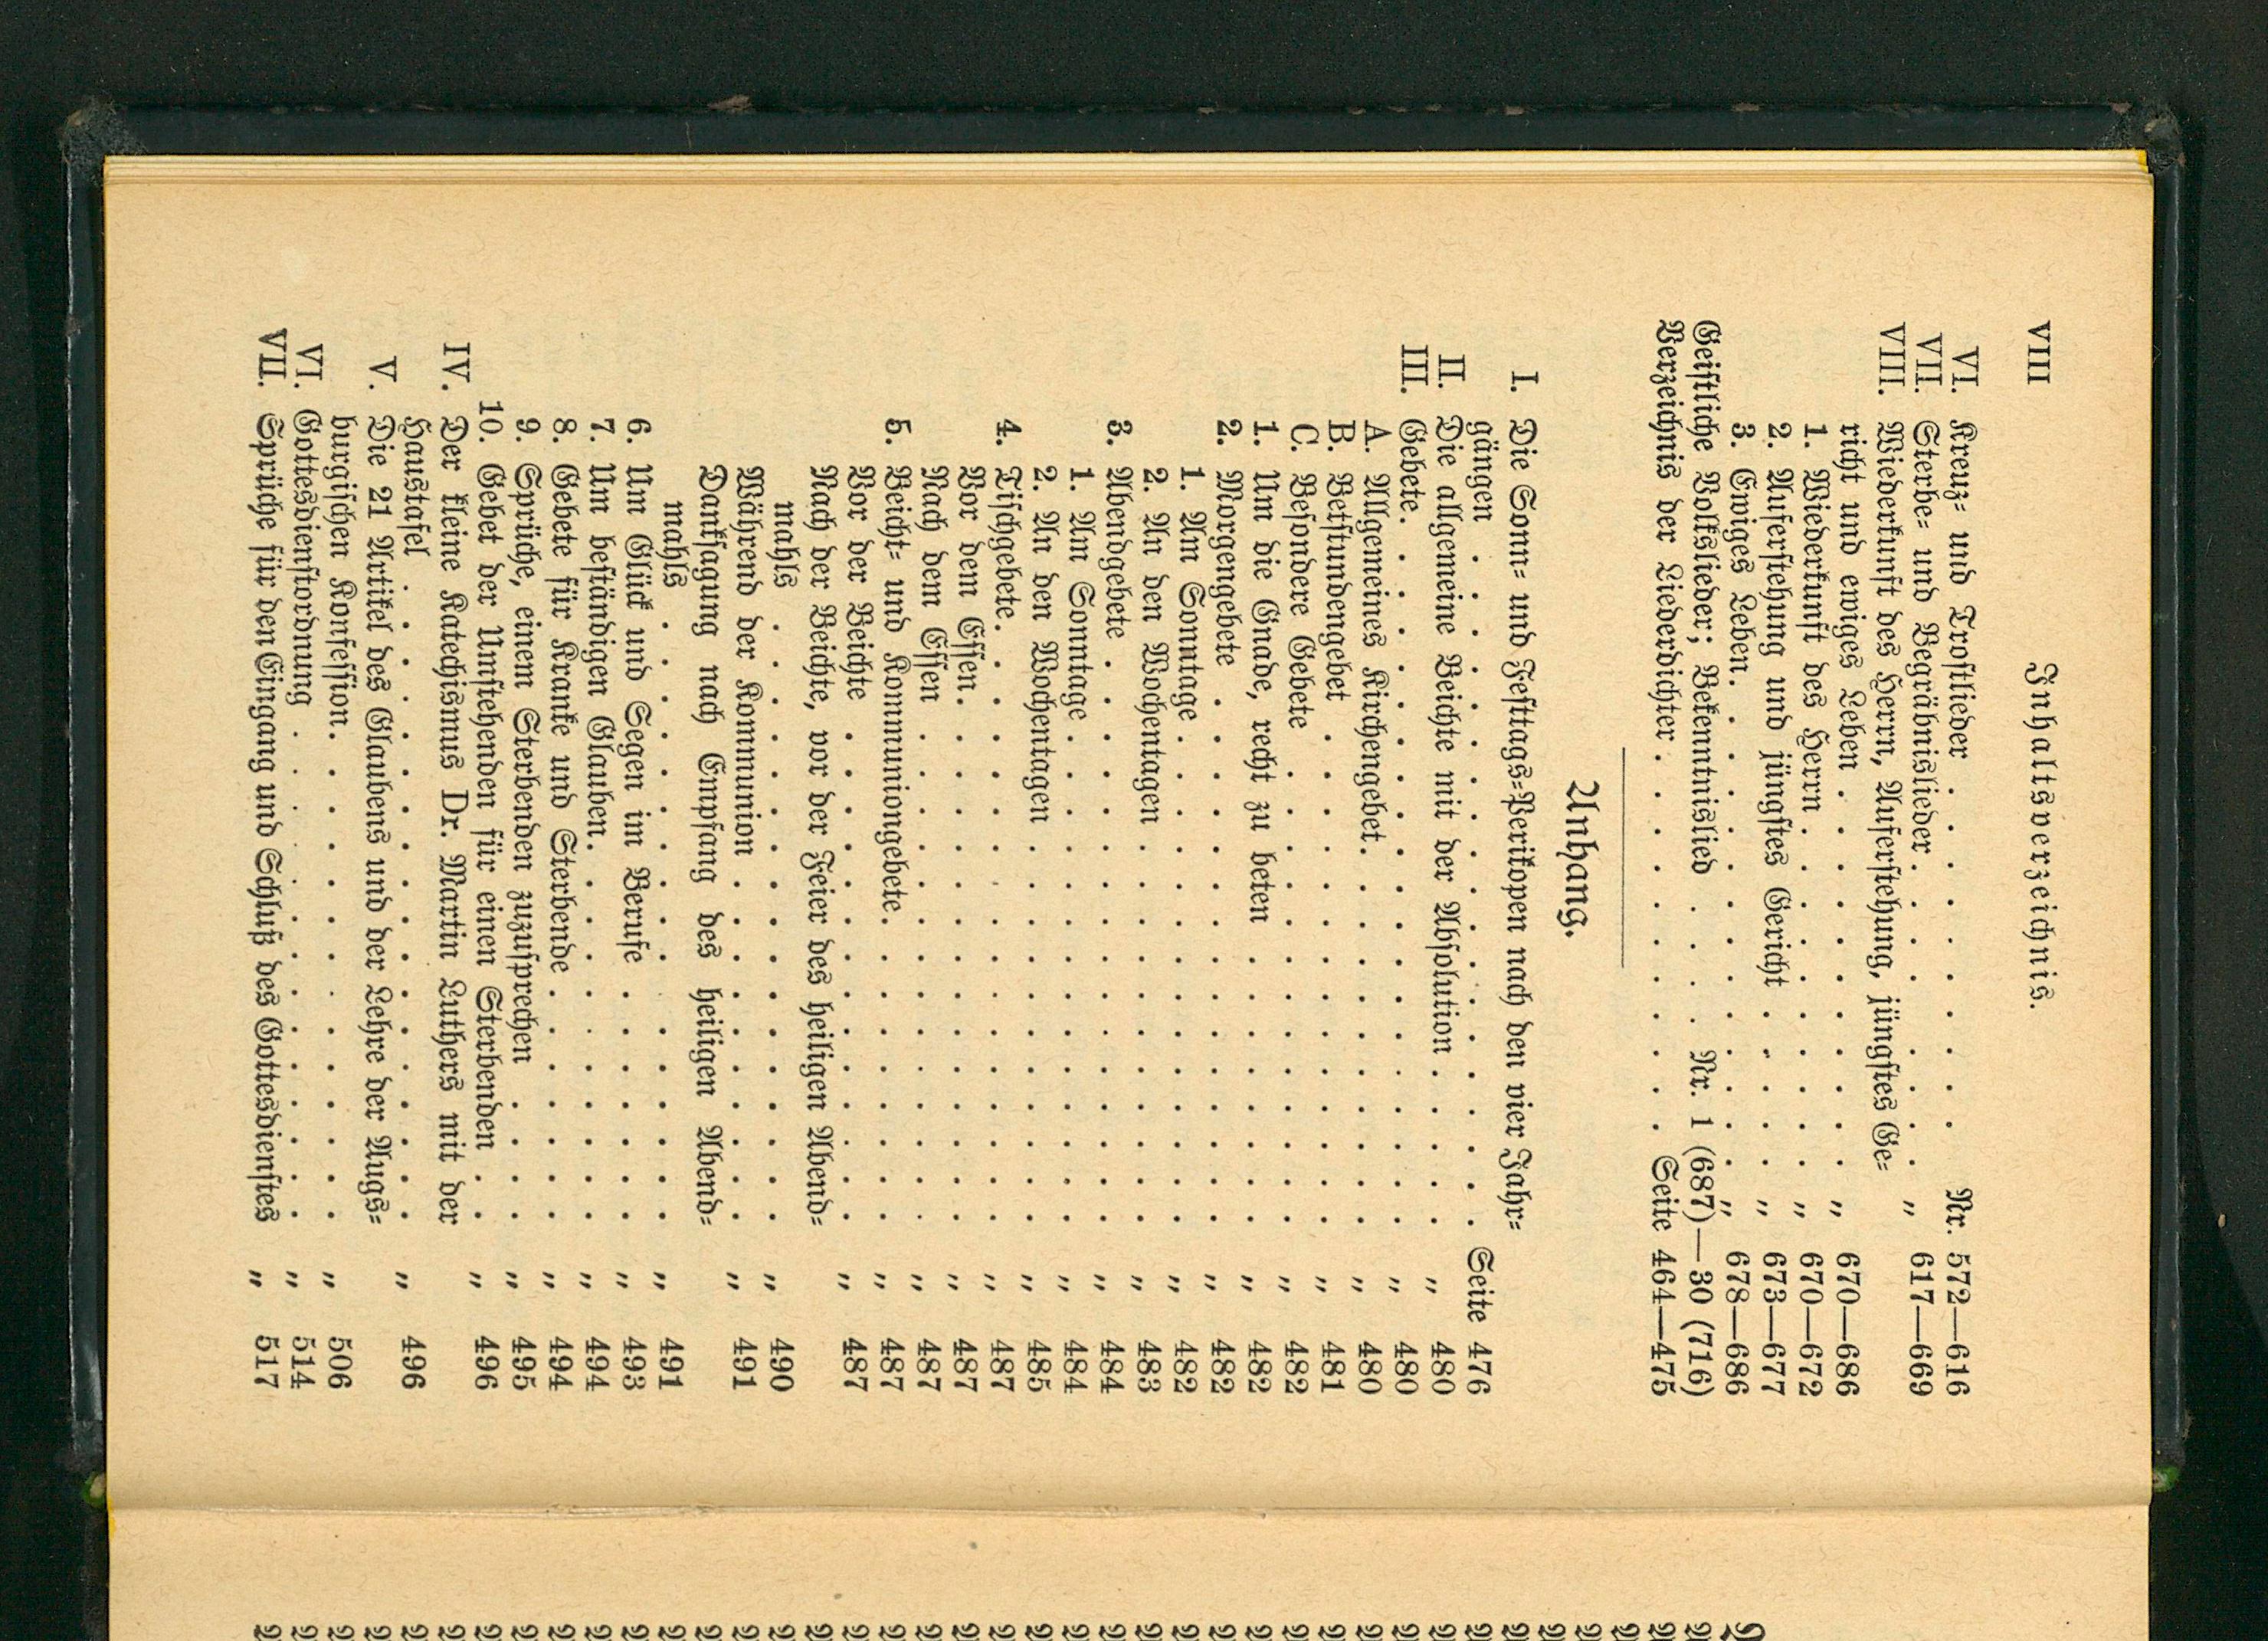 VIII Inhaltsverzeichnis.
VI. Kreuz- und Trostlieder . . . . . . . . . . Nr. 572—616
VII. Sterbe- und Begräbnislieder . . . . . . . . . „ 617—669
VIII. Wiederkunft des Herrn, Auferstehung, jüngstes Ge-
richt und ewiges Leben . . . . . . . . . . . „ 670—686
1. Wiederkunft des Herrn . . . . . . . . . . „ 670—672
2. Auferstehung und jüngstes Gericht . . . . . . „ 673—677
3. Ewiges Leben . . . . . . . . . . . . . „ 678—686
Geistliche Volkslieder; Bekenntnislied . . . . Nr. 1 (687)—30 (716)
Verzeichnis der Liederdichter . . . . . . . . . . . Seite 464—475
Anhang.
I. Die Sonn- und Festtags-Perikopen nach den vier Jahr-
gängen . . . . . . . . . . . . . . . . . . Seite 476
II. Die allgemeine Beichte mit der Absolution . . . . . „ 480
III. Gebete . . . . . . . . . . . . . . . . . . . „ 480
A. Allgemeines Kirchengebet . . . . . . . . . . . „ 480
B. Betstundengebet . . . . . . . . . . . . . . „ 481
C. Besondere Gebete . . . . . . . . . . . . . . „ 482
1. Um die Gnade, recht zu beten . . . . . . . . . „ 482
2. Morgengebete . . . . . . . . . . . . . . . „ 482
1. Am Sonntage . . . . . . . . . . . . . . „ 482
2. An den Wochentagen . . . . . . . . . . . „ 483
3. Abendgebete . . . . . . . . . . . . . . . . „ 484
1. Am Sonntage . . . . . . . . . . . . . . „ 484
2. An den Wochentagen . . . . . . . . . . . „ 485
4. Tischgebete . . . . . . . . . . . . . . . . „ 487
Vor dem Essen . . . . . . . . . . . . . . . „ 487
Nach dem Essen . . . . . . . . . . . . . . „ 487
5. Beicht- und Kommuniongebete . . . . . . . . . „ 487
Vor der Beichte . . . . . . . . . . . . . . „ 487
Nach der Beichte, vor der Feier des heiligen Abend-
mahls . . . . . . . . . . . . . . . . . „ 490
Während der Kommunion . . . . . . . . . . „ 491
Danksagung nach Empfang des heiligen Abend-
mahls . . . . . . . . . . . . . . . . . „ 491
6. Um Glück und Segen im Berufe . . . . . . . „ 493
7. Um beständigen Glauben . . . . . . . . . . . „ 494
8. Gebete für Kranke und Sterbende . . . . . . . „ 494
9. Sprüche, einem Sterbenden zuzusprechen . . . . „ 495
10. Gebet der Umstehenden für einen Sterbenden . . „ 496
IV. Der kleine Katechismus Dr. Martin Luthers mit der
Haustafel . . . . . . . . . . . . . . . . . . „ 496
V. Die 21 Artikel des Glaubens und der Lehre der Augs-
burgischen Konfession . . . . . . . . . . . . . „ 506
VI. Gottesdienstordnung . . . . . . . . . . . . . . „ 514
VII. Sprüche für den Eingang und Schluß des Gottesdienstes „ 517